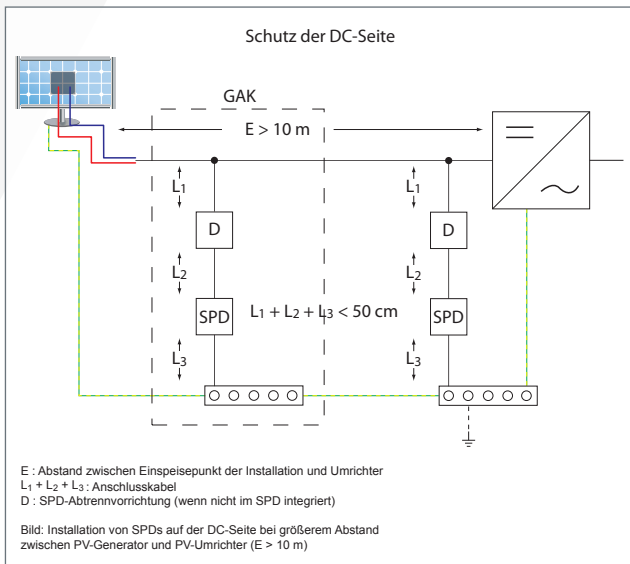 Schutz der DC-Seite
GAK
E > 10 m
L₁
L₁
D
D
L₂
L₂
SPD
L₁ + L₂ + L₃ < 50 cm
SPD
L₃
L₃
E : Abstand zwischen Einspeisepunkt der Installation und Umrichter
L₁ + L₂ + L₃ : Anschlusskabel
D : SPD-Abtrennvorrichtung (wenn nicht im SPD integriert)
Bild: Installation von SPDs auf der DC-Seite bei größerem Abstand
zwischen PV-Generator und PV-Umrichter (E > 10 m)